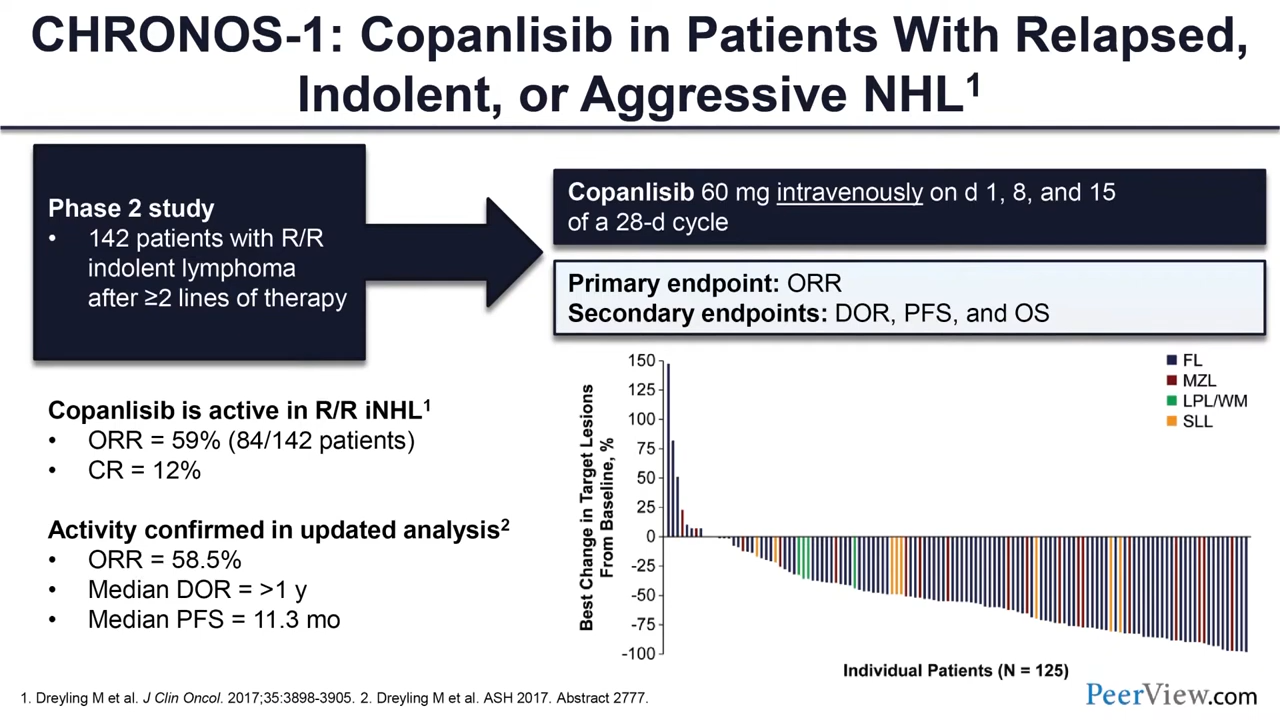 CHRONOS-1: Copanlisib in Patients With Relapsed,
Indolent, or Aggressive NHL1
Phase 2 study
• 142 patients with R/R
indolent lymphoma
after ≥2 lines of therapy
Copanlisib 60 mg intravenously on d 1, 8, and 15
of a 28-d cycle
Primary endpoint: ORR
Secondary endpoints: DOR, PFS, and OS
Copanlisib is active in R/R iNHL1
• ORR = 59% (84/142 patients)
• CR = 12%
Activity confirmed in updated analysis2
• ORR = 58.5%
• Median DOR = >1 y
• Median PFS = 11.3 mo
Best Change in Target Lesions
From Baseline, %
150
125
100
75
50
25
0
-25
-50
-75
-100
FL
MZL
LPL/WM
SLL
Individual Patients (N = 125)
1. Dreyling M et al. J Clin Oncol. 2017;35:3898-3905. 2. Dreyling M et al. ASH 2017. Abstract 2777.
PeerView.com